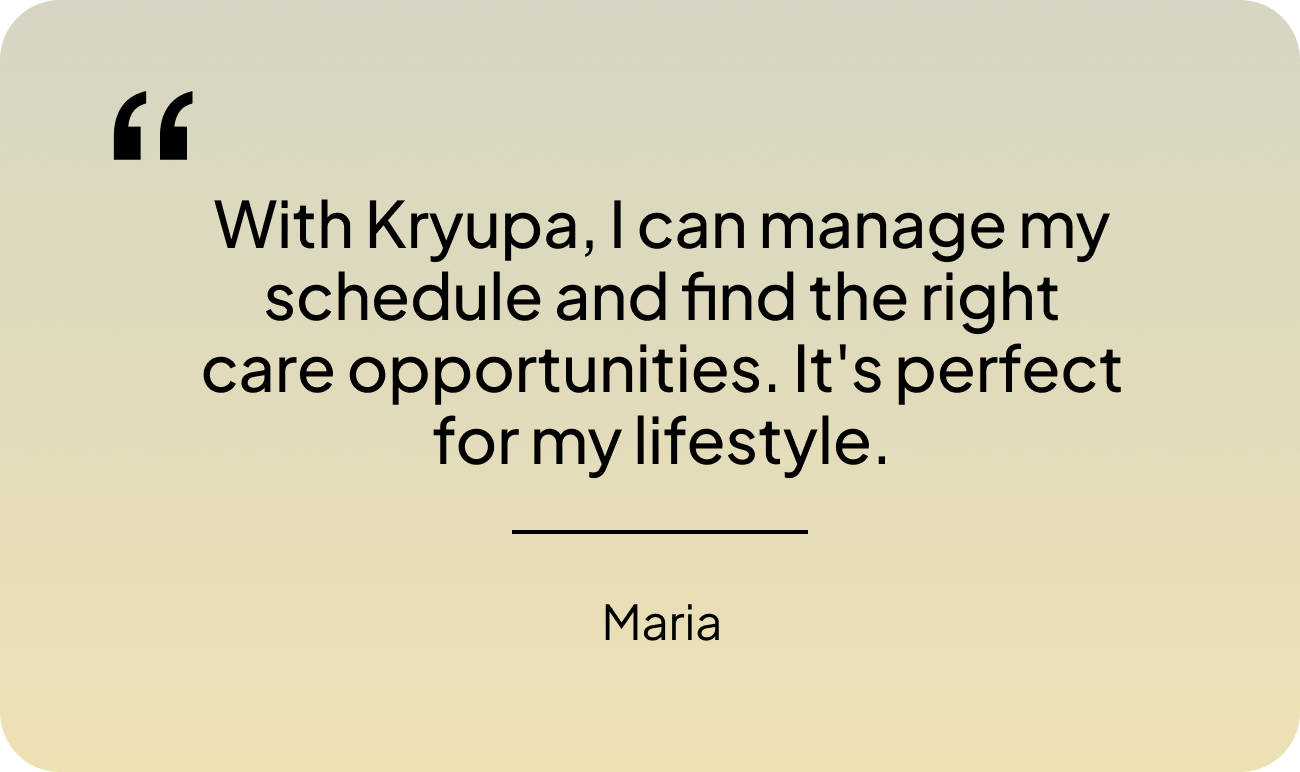 “
With Kryupa, I can manage my
schedule and find the right
care opportunities. It's perfect
for my lifestyle.
Maria